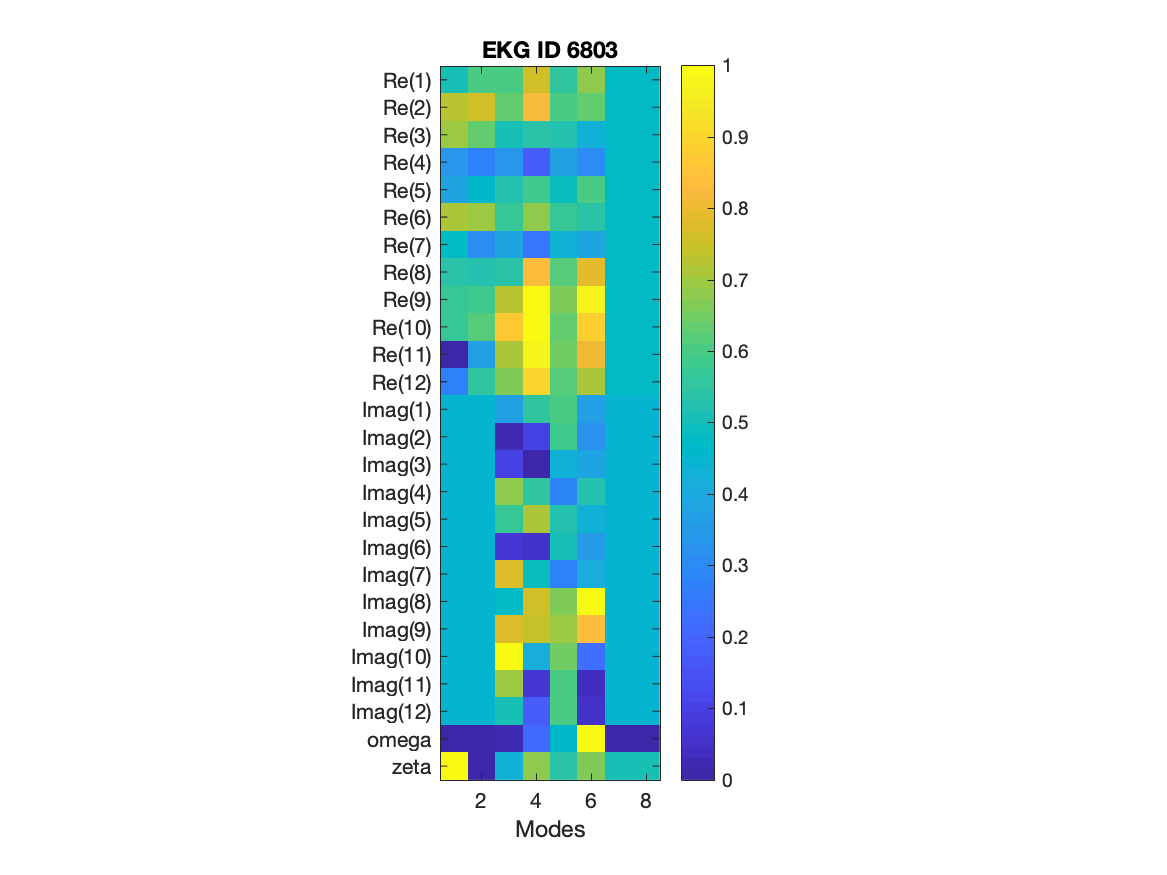 EKG ID 6803
Re(1)
Re(2)
Re(3)
Re(4)
Re(5)
Re(6)
Re(7)
Re(8)
Re(9)
Re(10)
Re(11)
Re(12)
Imag(1)
Imag(2)
Imag(3)
Imag(4)
Imag(5)
Imag(6)
Imag(7)
Imag(8)
Imag(9)
Imag(10)
Imag(11)
Imag(12)
omega
zeta
2 4 6 8
Modes
1
0.9
0.8
0.7
0.6
0.5
0.4
0.3
0.2
0.1
0